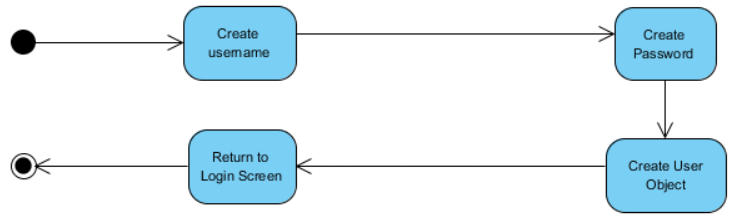 Create
username
Create
Password
Return to
Login Screen
Create User
Object